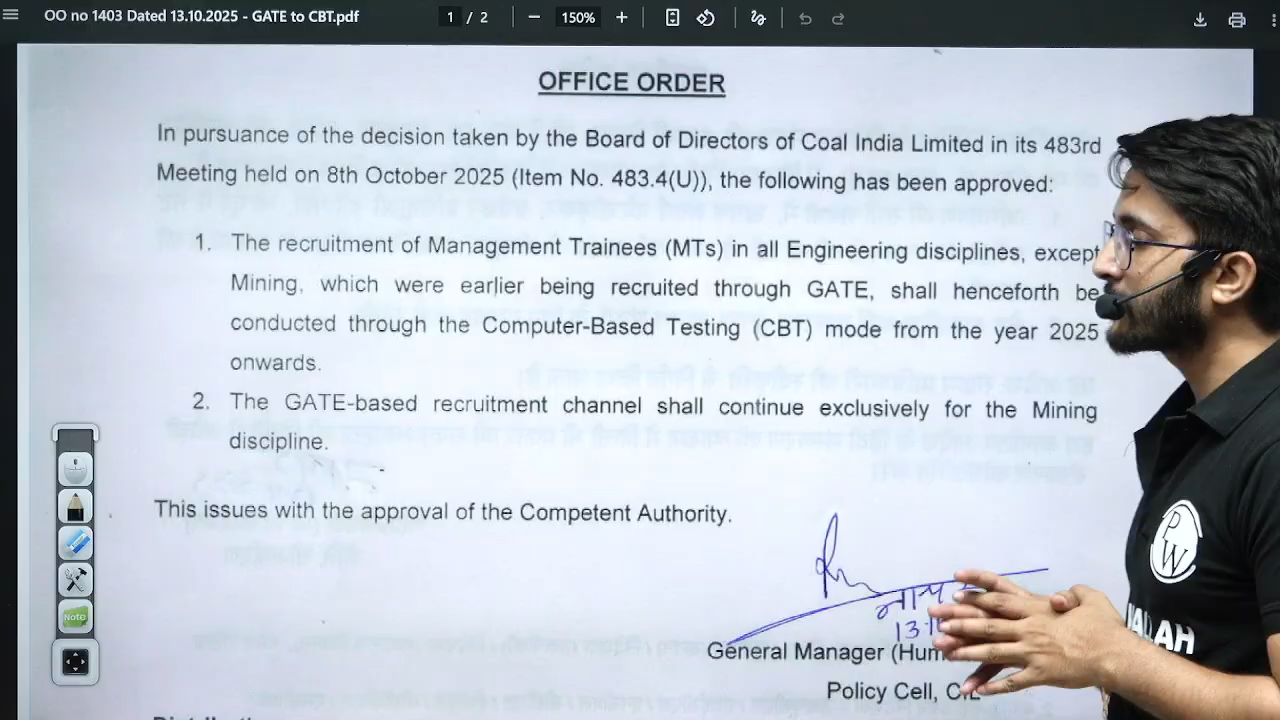 OO no 1403 Dated 13.10.2025 - GATE to CBT.pdf
1 / 2
150%
OFFICE ORDER
In pursuance of the decision taken by the Board of Directors of Coal India Limited in its 483rd
Meeting held on 8th October 2025 (Item No. 483.4(U)), the following has been approved:
1. The recruitment of Management Trainees (MTs) in all Engineering disciplines, except
Mining, which were earlier being recruited through GATE, shall henceforth be
conducted through the Computer-Based Testing (CBT) mode from the year 2025
onwards.
2. The GATE-based recruitment channel shall continue exclusively for the Mining
discipline.
Note
This issues with the approval of the Competent Authority.
General Manager (Hum
Policy Cell, CIL
PW